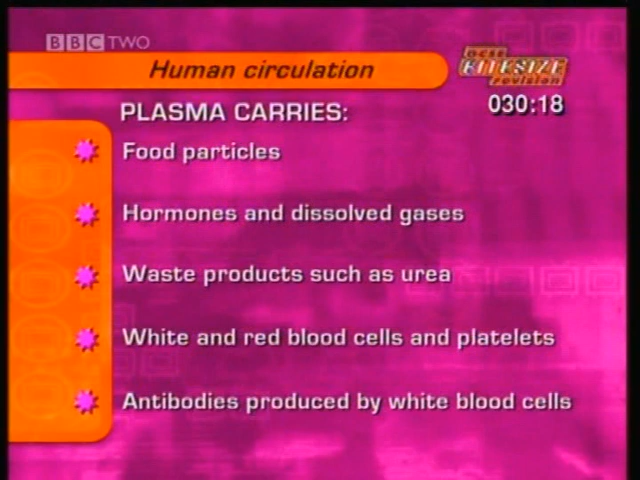 BBC TWO
Human circulation
GCSE
BITESIZE
revision
030:18
PLASMA CARRIES:
Food particles
Hormones and dissolved gases
Waste products such as urea
White and red blood cells and platelets
Antibodies produced by white blood cells